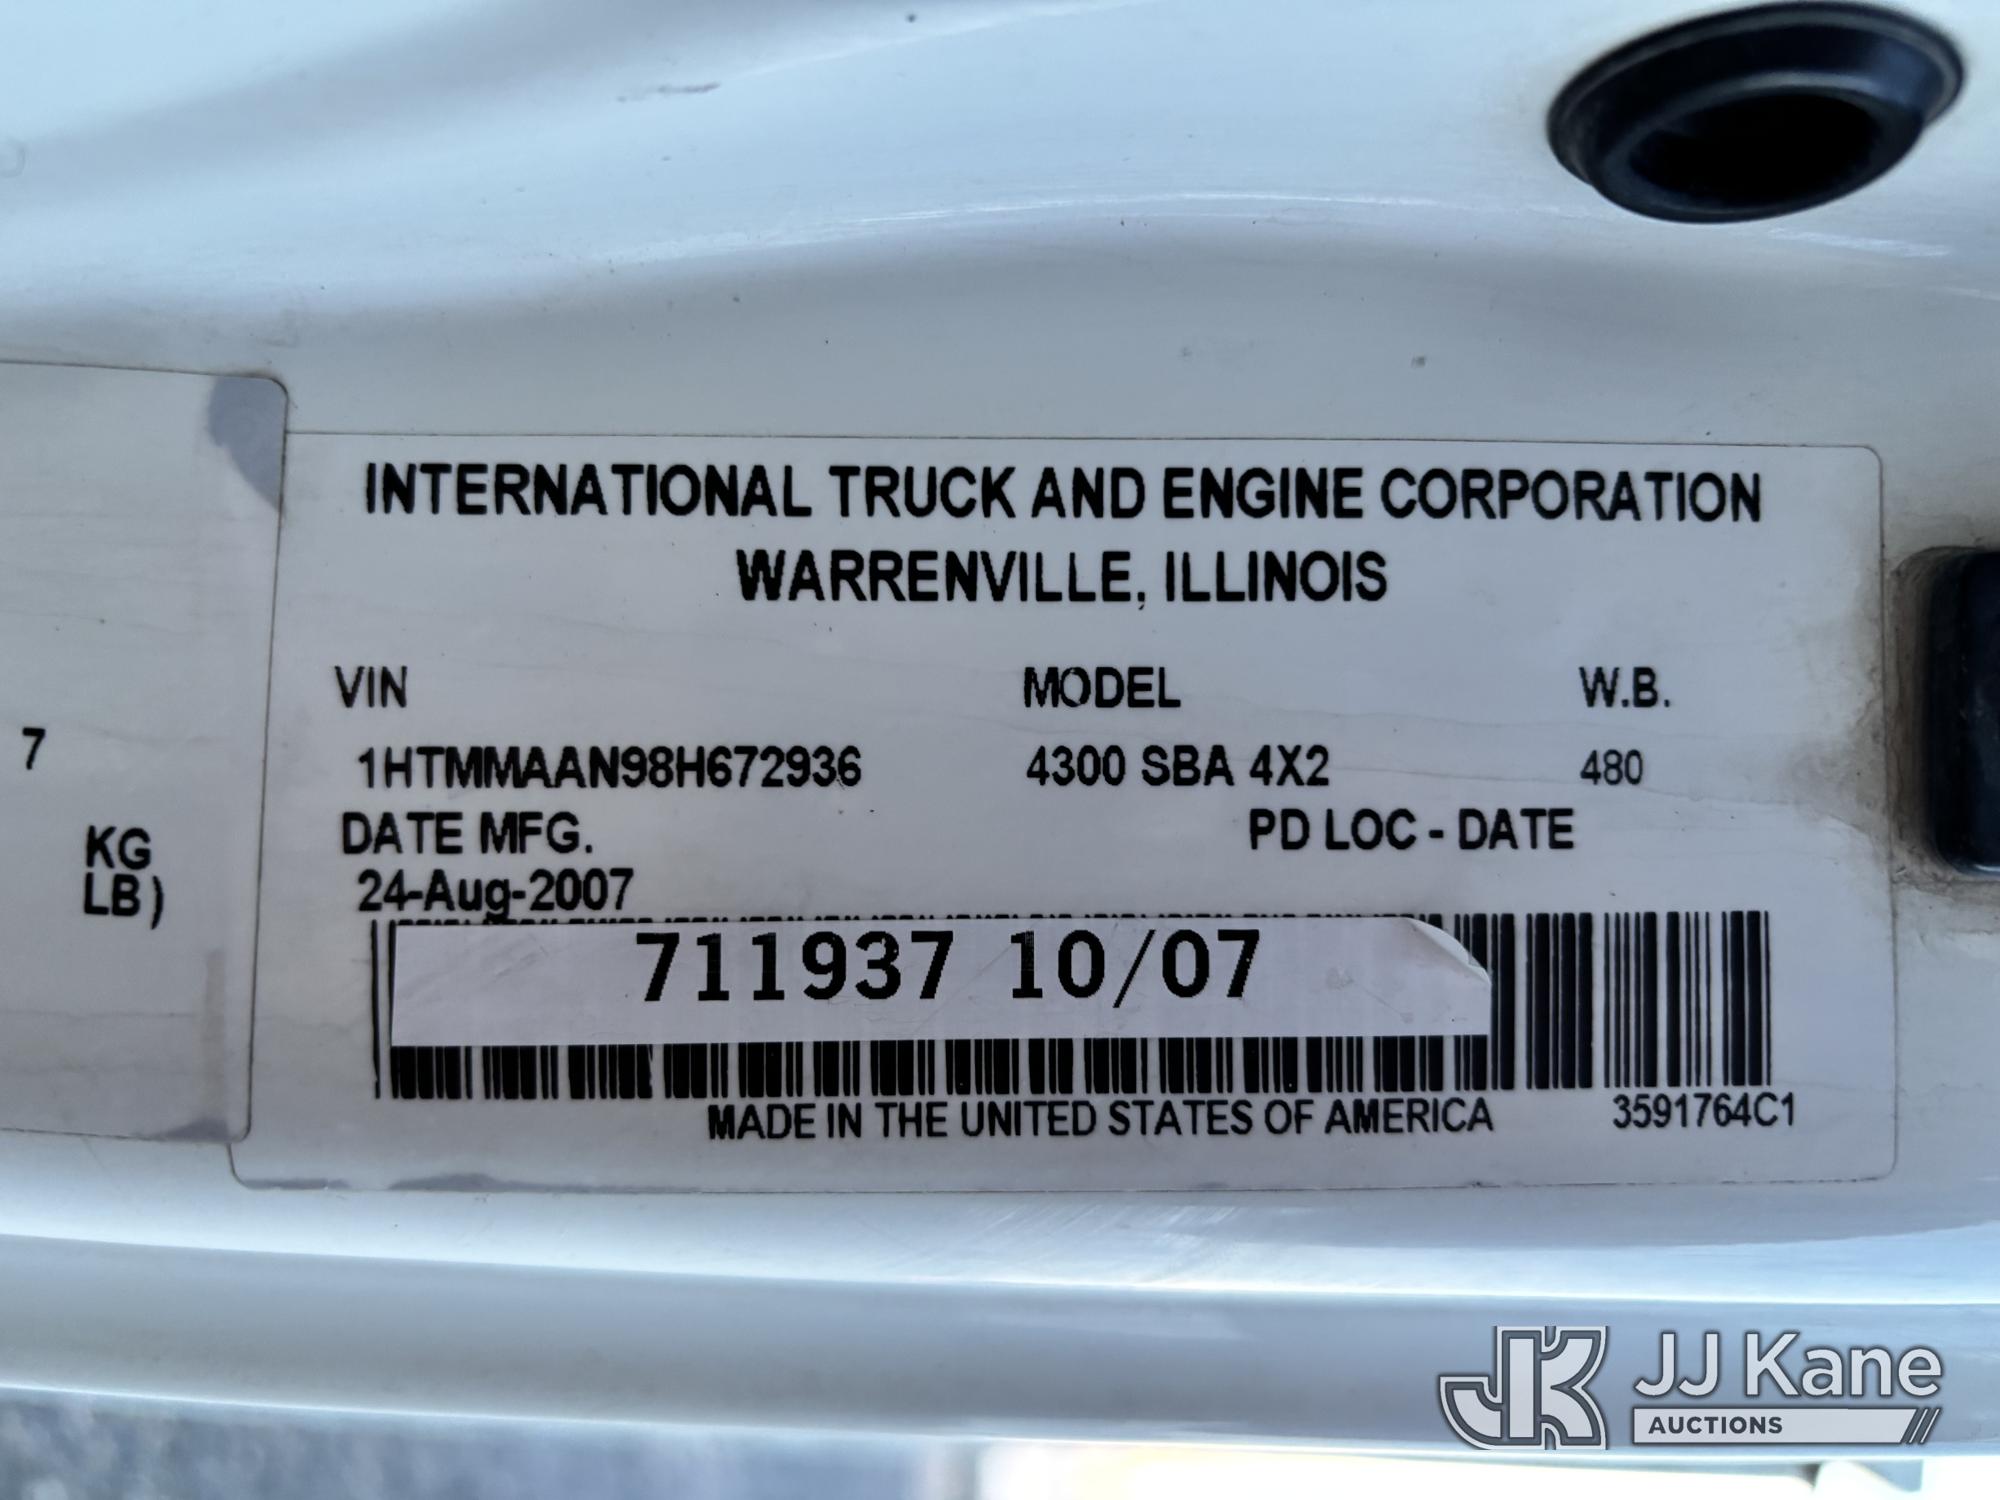 INTERNATIONAL TRUCK AND ENGINE CORPORATION
WARRENVILLE, ILLINOIS
VIN MODEL W.B.
7
1HTMMAAN98H672936 4300 SBA 4X2 480
DATE MFG. PD LOC - DATE
KG
24-Aug-2007
LB)
711937 10/07
MADE IN THE UNITED STATES OF AMERICA 3591764C1
JK JJ Kane
AUCTIONS